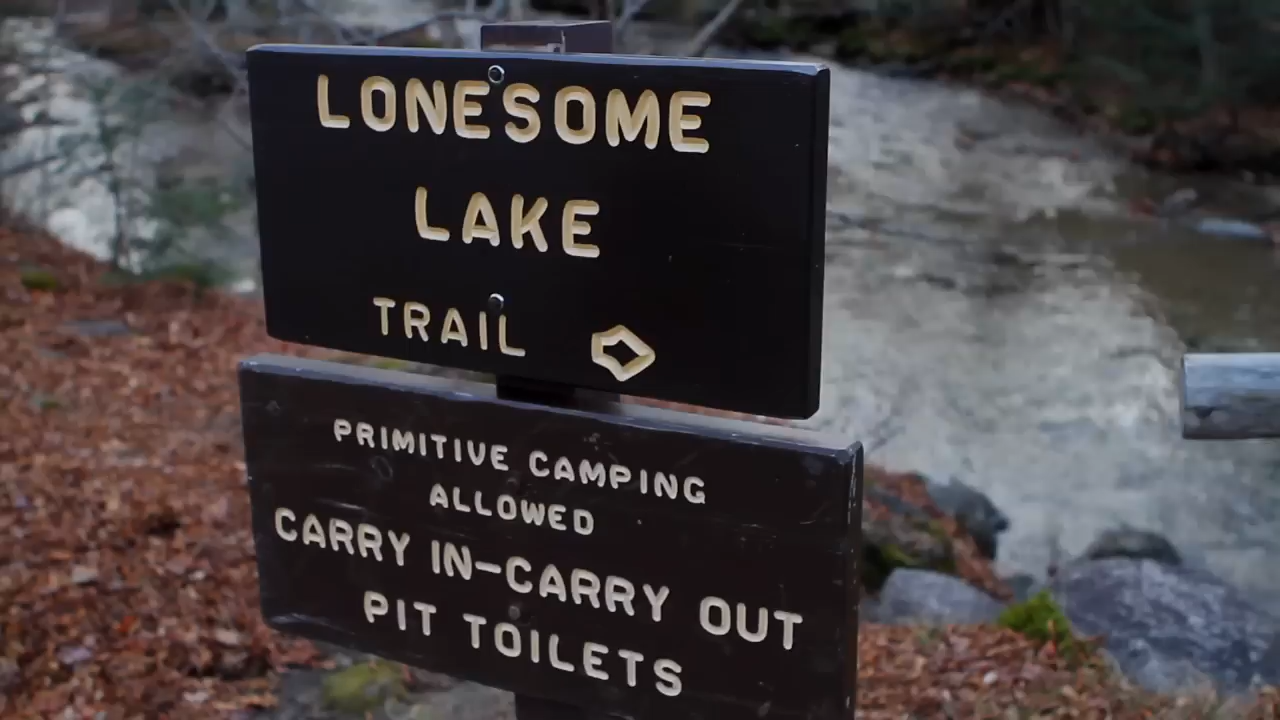 LONESOME
LAKE
TRAIL
PRIMITIVE CAMPING
ALLOWED
CARRY IN-CARRY OUT
PIT TOILETS